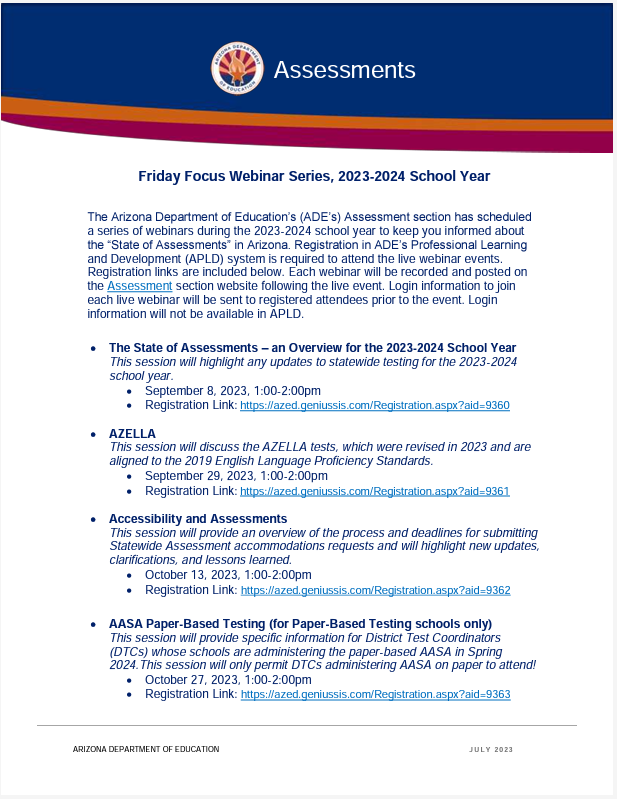 ARIZONA DEPARTMENT
OF EDUCATION
Assessments
Friday Focus Webinar Series, 2023-2024 School Year
The Arizona Department of Education's (ADE's) Assessment section has scheduled
a series of webinars during the 2023-2024 school year to keep you informed about
the “State of Assessments” in Arizona. Registration in ADE's Professional Learning
and Development (APLD) system is required to attend the live webinar events.
Registration links are included below. Each webinar will be recorded and posted on
the Assessment section website following the live event. Login information to join
each live webinar will be sent to registered attendees prior to the event. Login
information will not be available in APLD.
• The State of Assessments – an Overview for the 2023-2024 School Year
This session will highlight any updates to statewide testing for the 2023-2024
school year.
• September 8, 2023, 1:00-2:00pm
• Registration Link: https://azed.geniussis.com/Registration.aspx?aid=9360
• AZELLA
This session will discuss the AZELLA tests, which were revised in 2023 and are
aligned to the 2019 English Language Proficiency Standards.
• September 29, 2023, 1:00-2:00pm
• Registration Link: https://azed.geniussis.com/Registration.aspx?aid=9361
• Accessibility and Assessments
This session will provide an overview of the process and deadlines for submitting
Statewide Assessment accommodations requests and will highlight new updates,
clarifications, and lessons learned.
• October 13, 2023, 1:00-2:00pm
• Registration Link: https://azed.geniussis.com/Registration.aspx?aid=9362
• AASA Paper-Based Testing (for Paper-Based Testing schools only)
This session will provide specific information for District Test Coordinators
(DTCs) whose schools are administering the paper-based AASA in Spring
2024.This session will only permit DTCs administering AASA on paper to attend!
• October 27, 2023, 1:00-2:00pm
• Registration Link: https://azed.geniussis.com/Registration.aspx?aid=9363
ARIZONA DEPARTMENT OF EDUCATION
JULY 2023